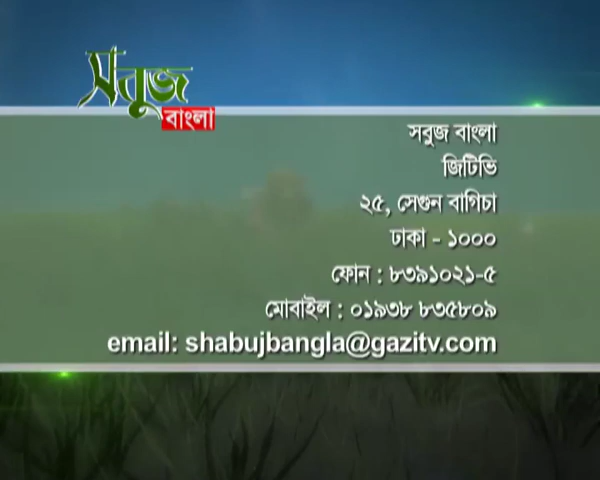 সবুজ
বাংলা
সবুজ বাংলা
জিটিভি
২৫, সেগুন বাগিচা
ঢাকা - ১০০০
ফোন : ৮৩৯১০২১-৫
মোবাইল : ০১৯৩৮ ৮৩৫৮০৯
email: shabujbangla@gazitv.com